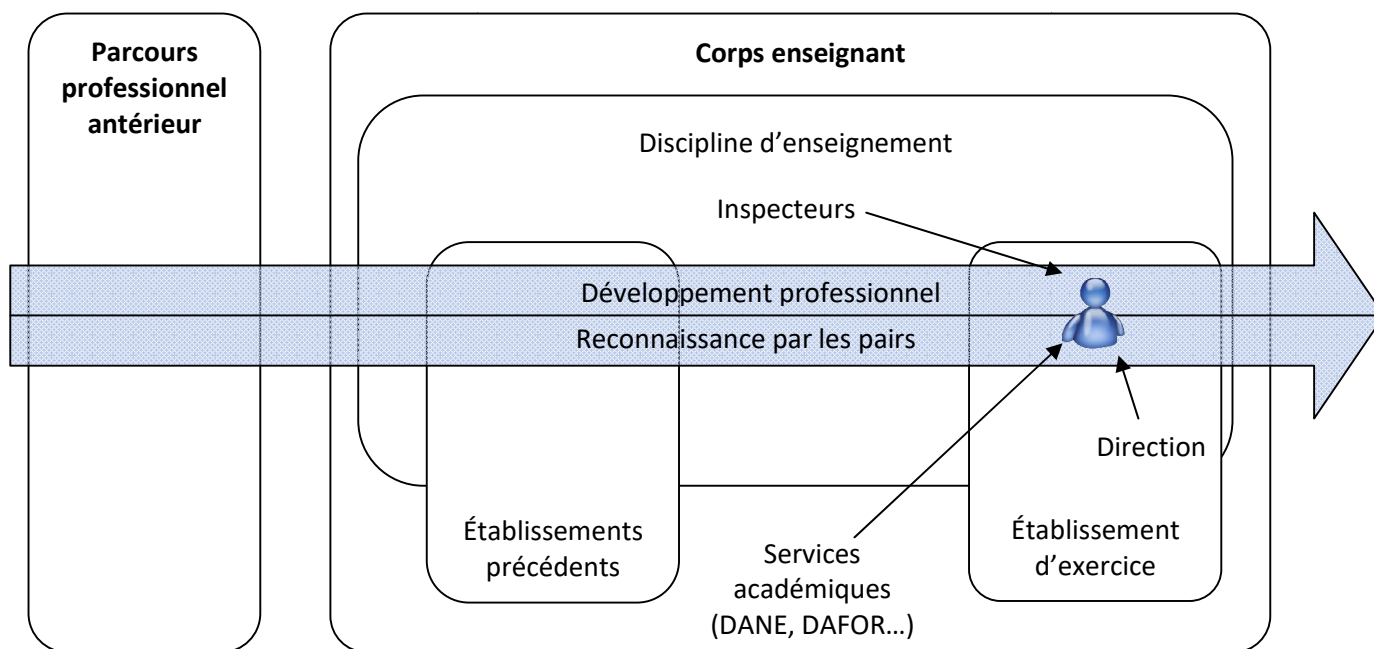 Parcours
professionnel
antérieur
Corps enseignant
Discipline d’enseignement
Inspecteurs
Développement professionnel
Reconnaissance par les pairs
Direction
Établissements
précédents
Services
académiques
(DANE, DAFOR…)
Établissement
d’exercice